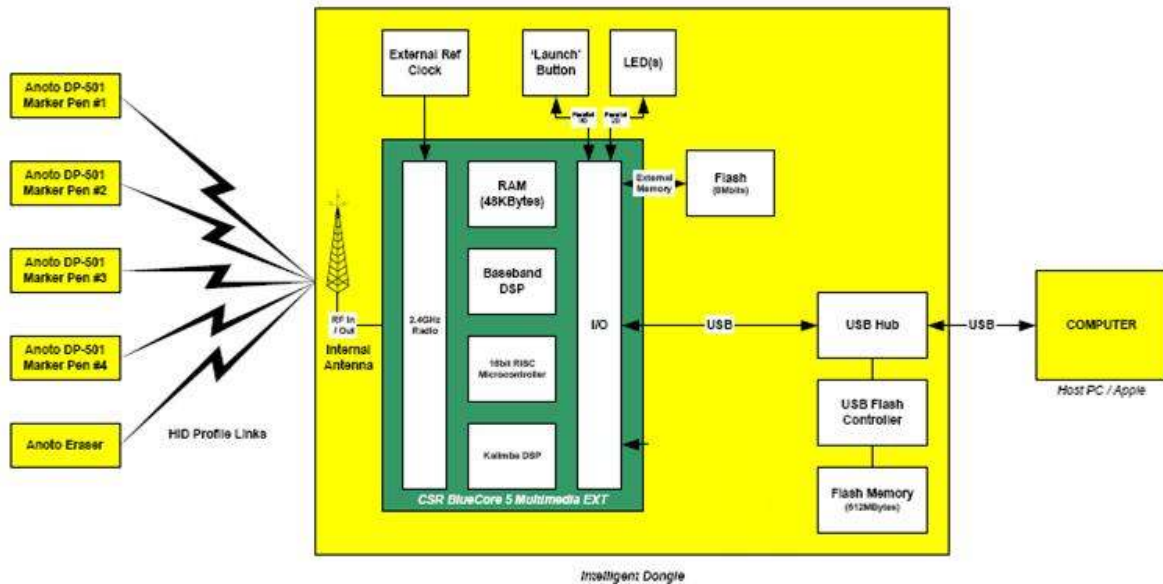 Anoto DP-501
Marker Pen #1
Anoto DP-501
Marker Pen #2
Anoto DP-501
Marker Pen #3
Anoto DP-501
Marker Pen #4
Anoto Eraser
HID Profile Links
RF In
/ Out
Internal
Antenna
External Ref
Clock
'Launch'
Button
LED(s)
Parallel
Parallel
2.4GHz
Radio
RAM
(48KBytes)
Baseband
DSP
16bit RISC
Microcontroller
Kalimba DSP
I/O
CSR BlueCore 5 Multimedia EXT
External
Memory
Flash
(8Mbits)
USB
USB Hub
USB Flash
Controller
Flash Memory
(512MBytes)
USB
COMPUTER
Host PC / Apple
Intelligent Dongle